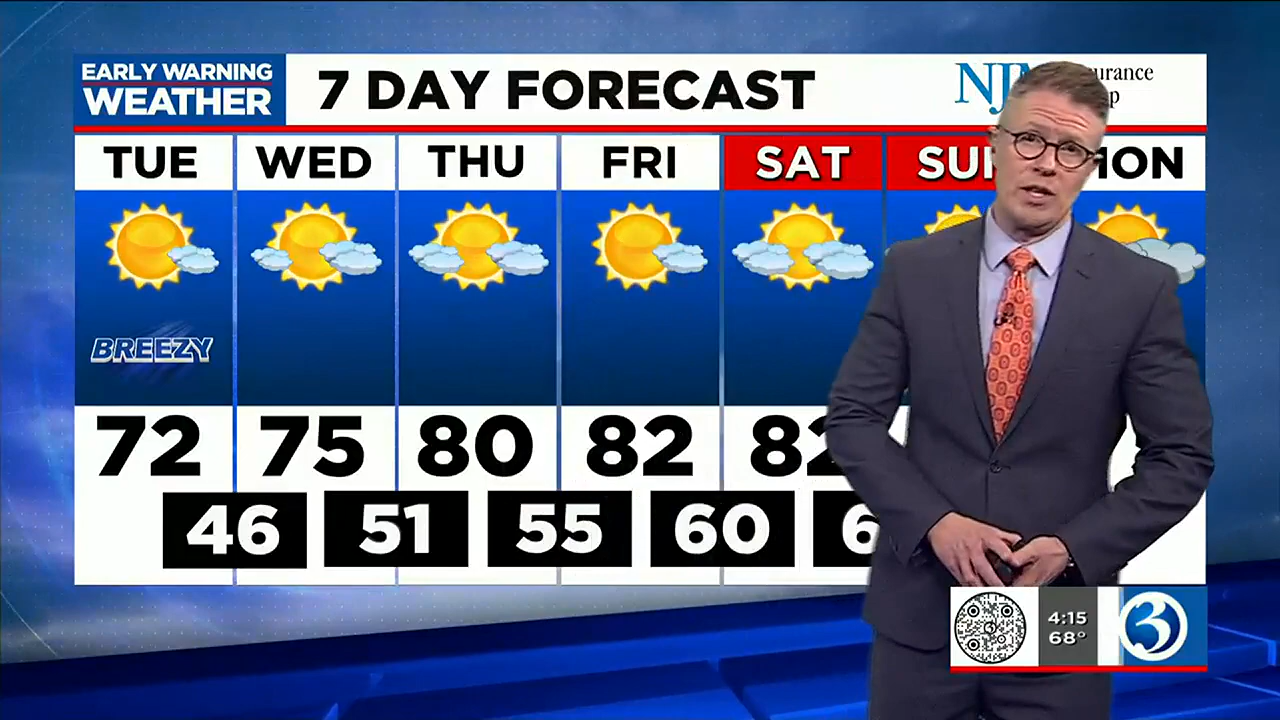 EARLY WARNING
WEATHER
7 DAY FORECAST
TUE WED THU FRI SAT
BREEZY
72 75 80 82
46 51 55 60
4:15
68°
3